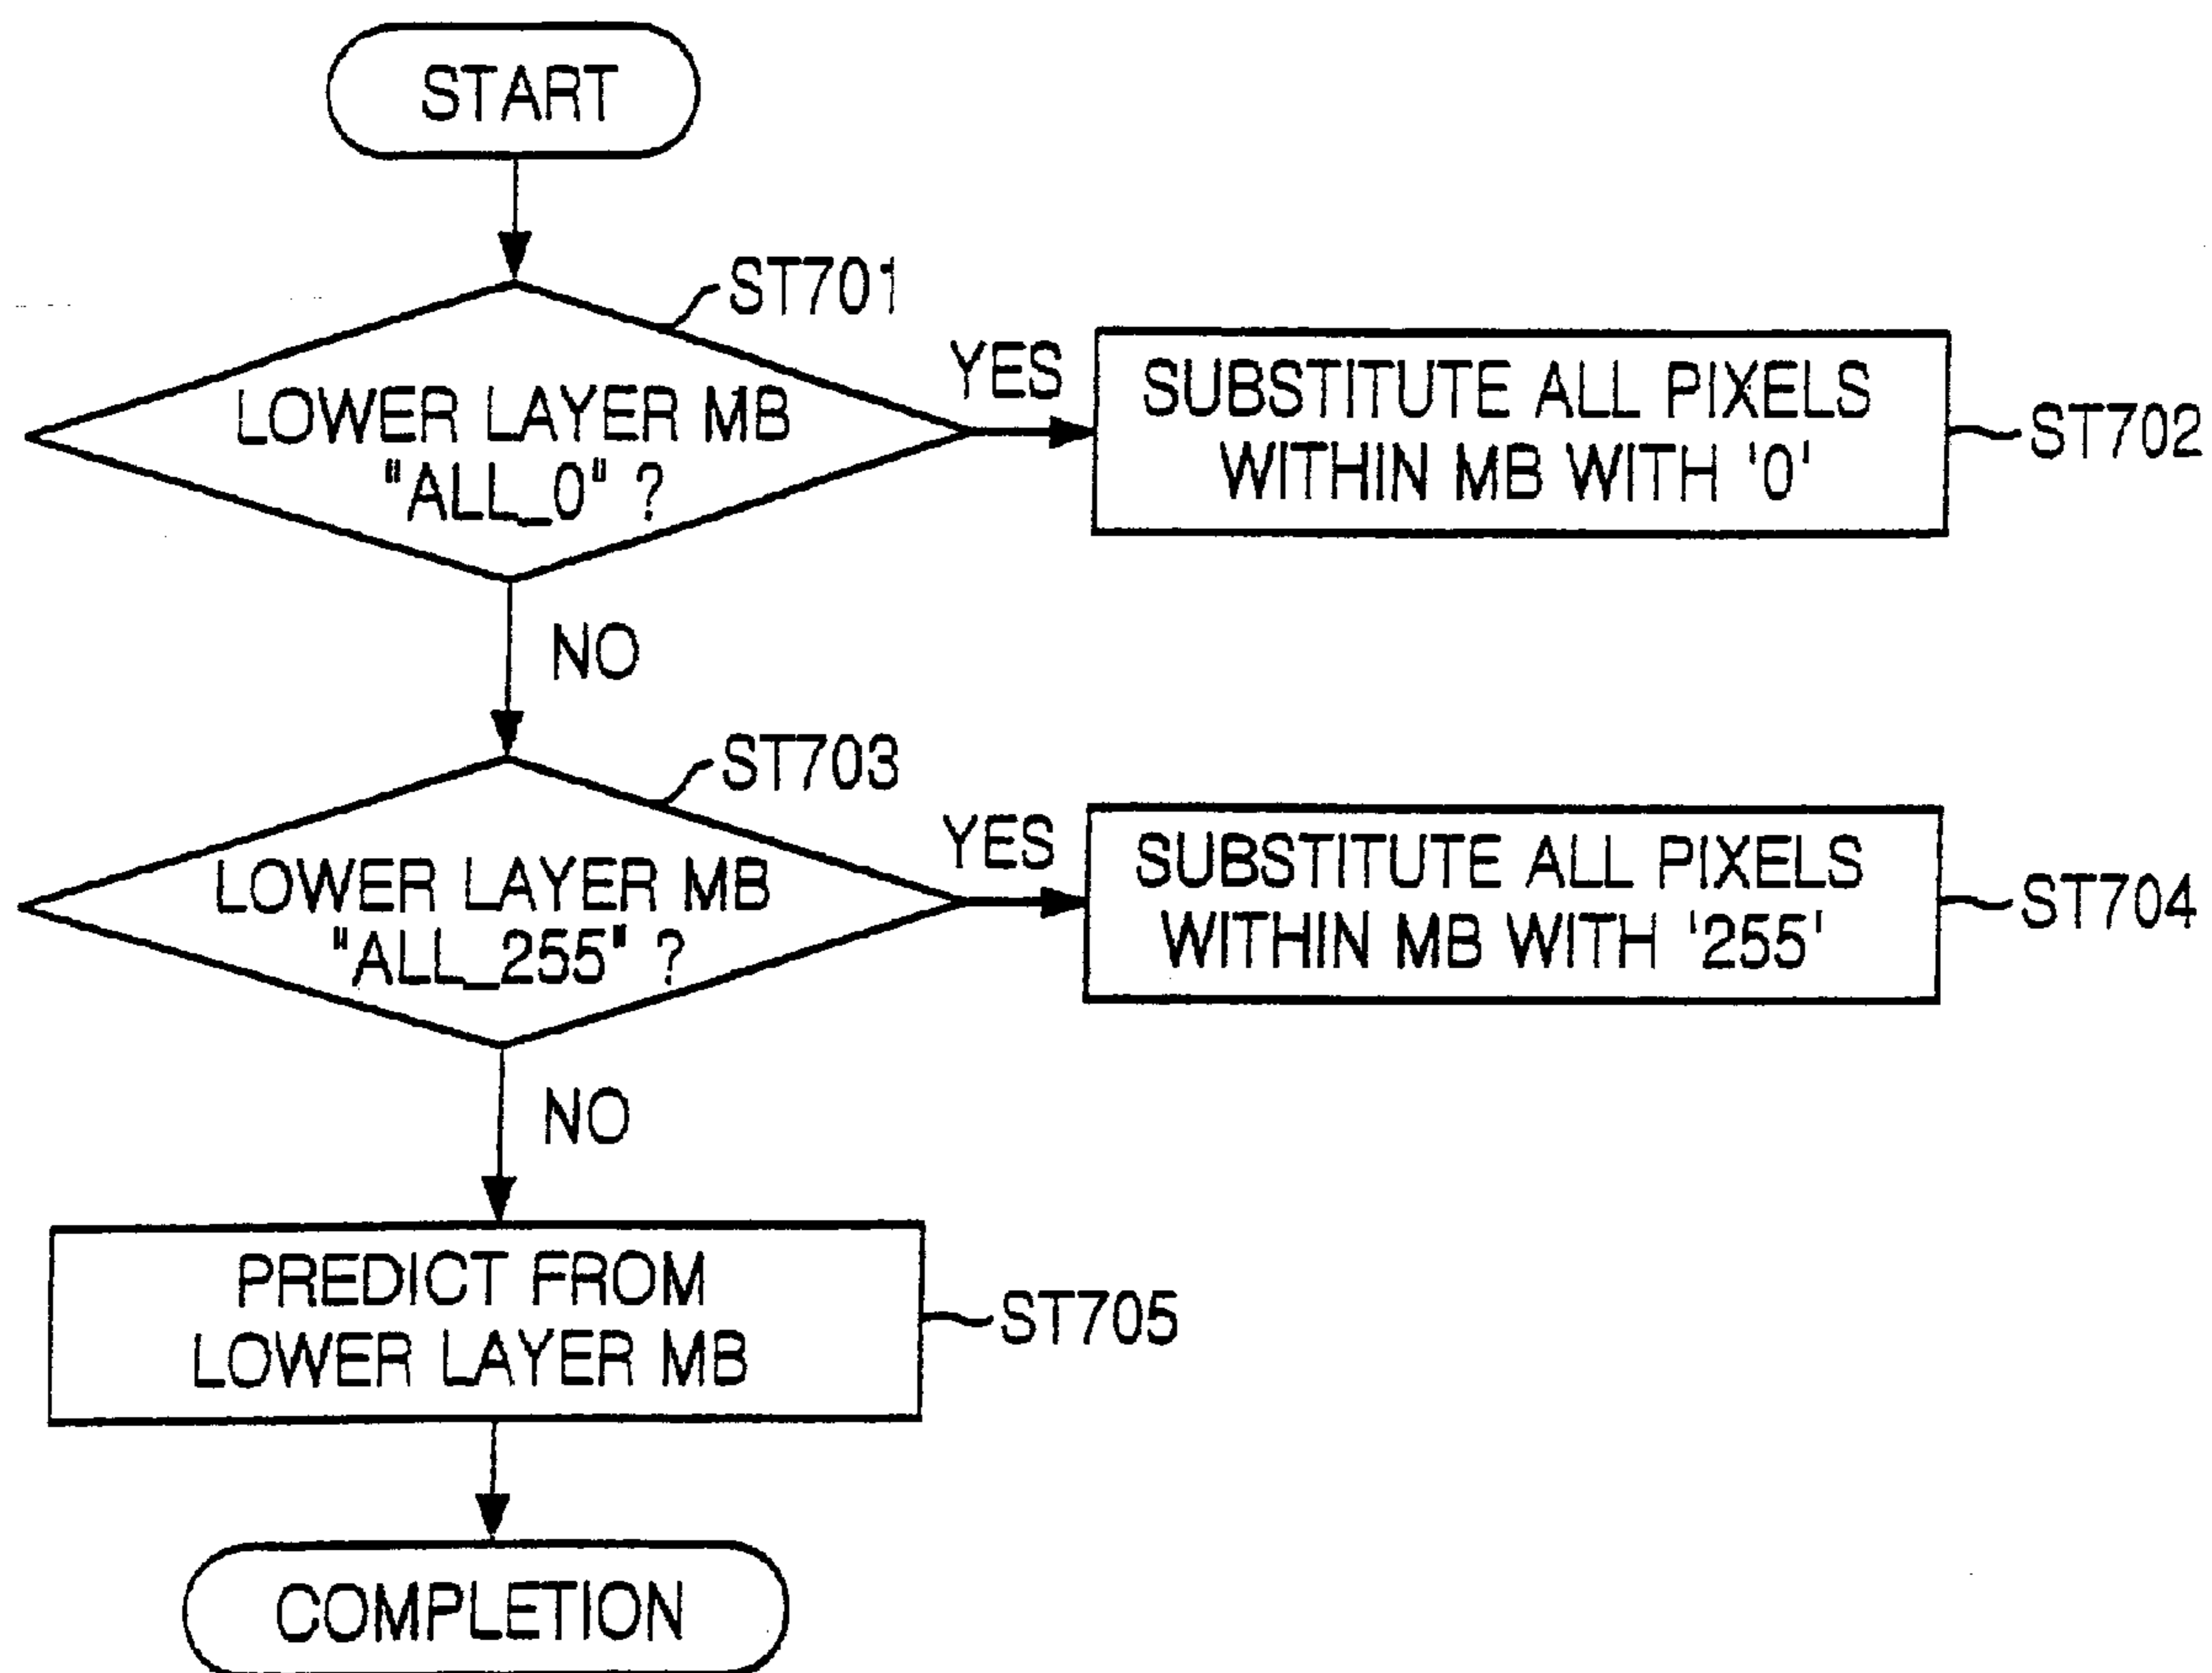 START
ST701
LOWER LAYER MB
"ALL_0" ?
YES
SUBSTITUTE ALL PIXELS
WITHIN MB WITH '0'
ST702
NO
ST703
LOWER LAYER MB
"ALL_255" ?
YES
SUBSTITUTE ALL PIXELS
WITHIN MB WITH '255'
ST704
NO
PREDICT FROM
LOWER LAYER MB
ST705
COMPLETION